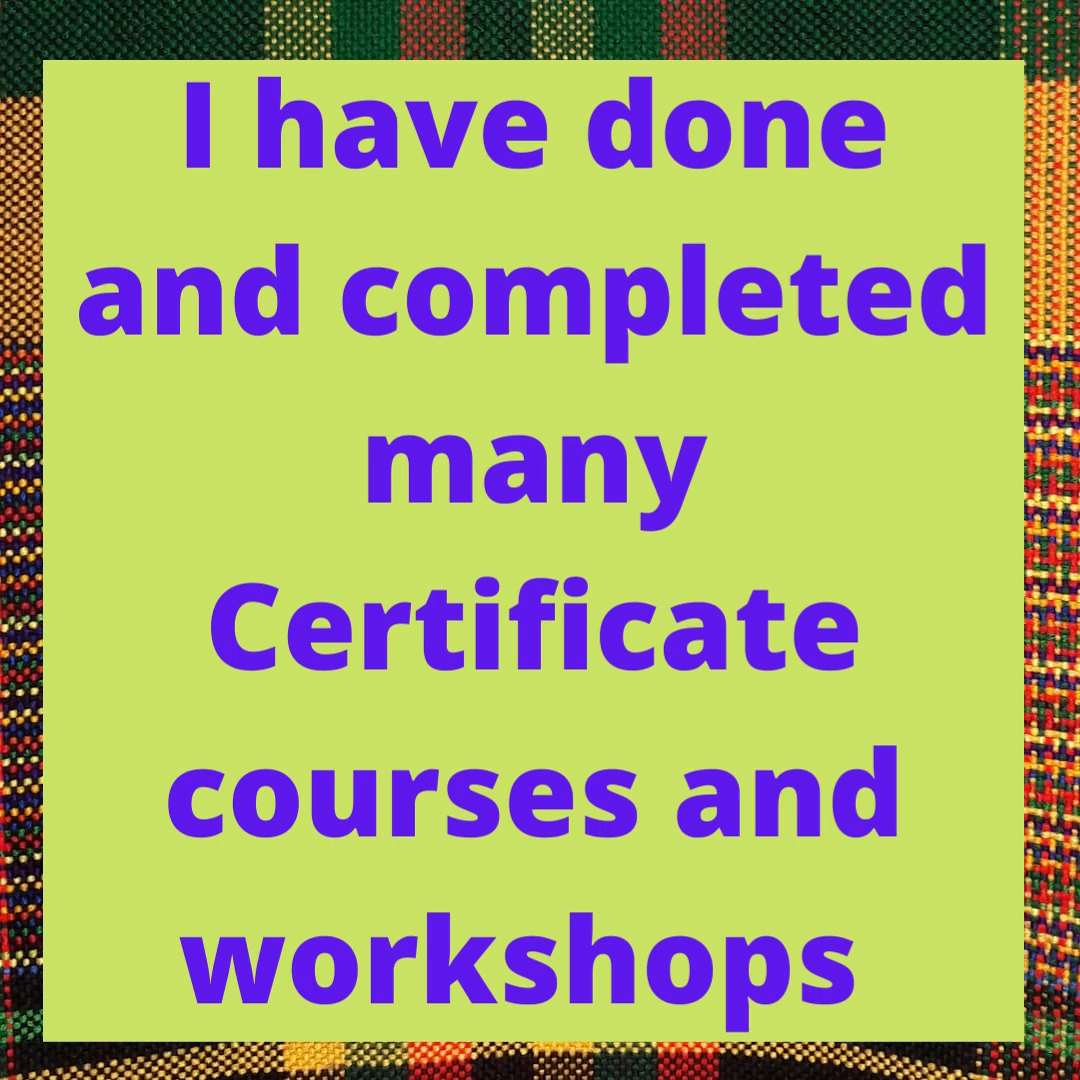 I have done
and completed
many
Certificate
courses and
workshops